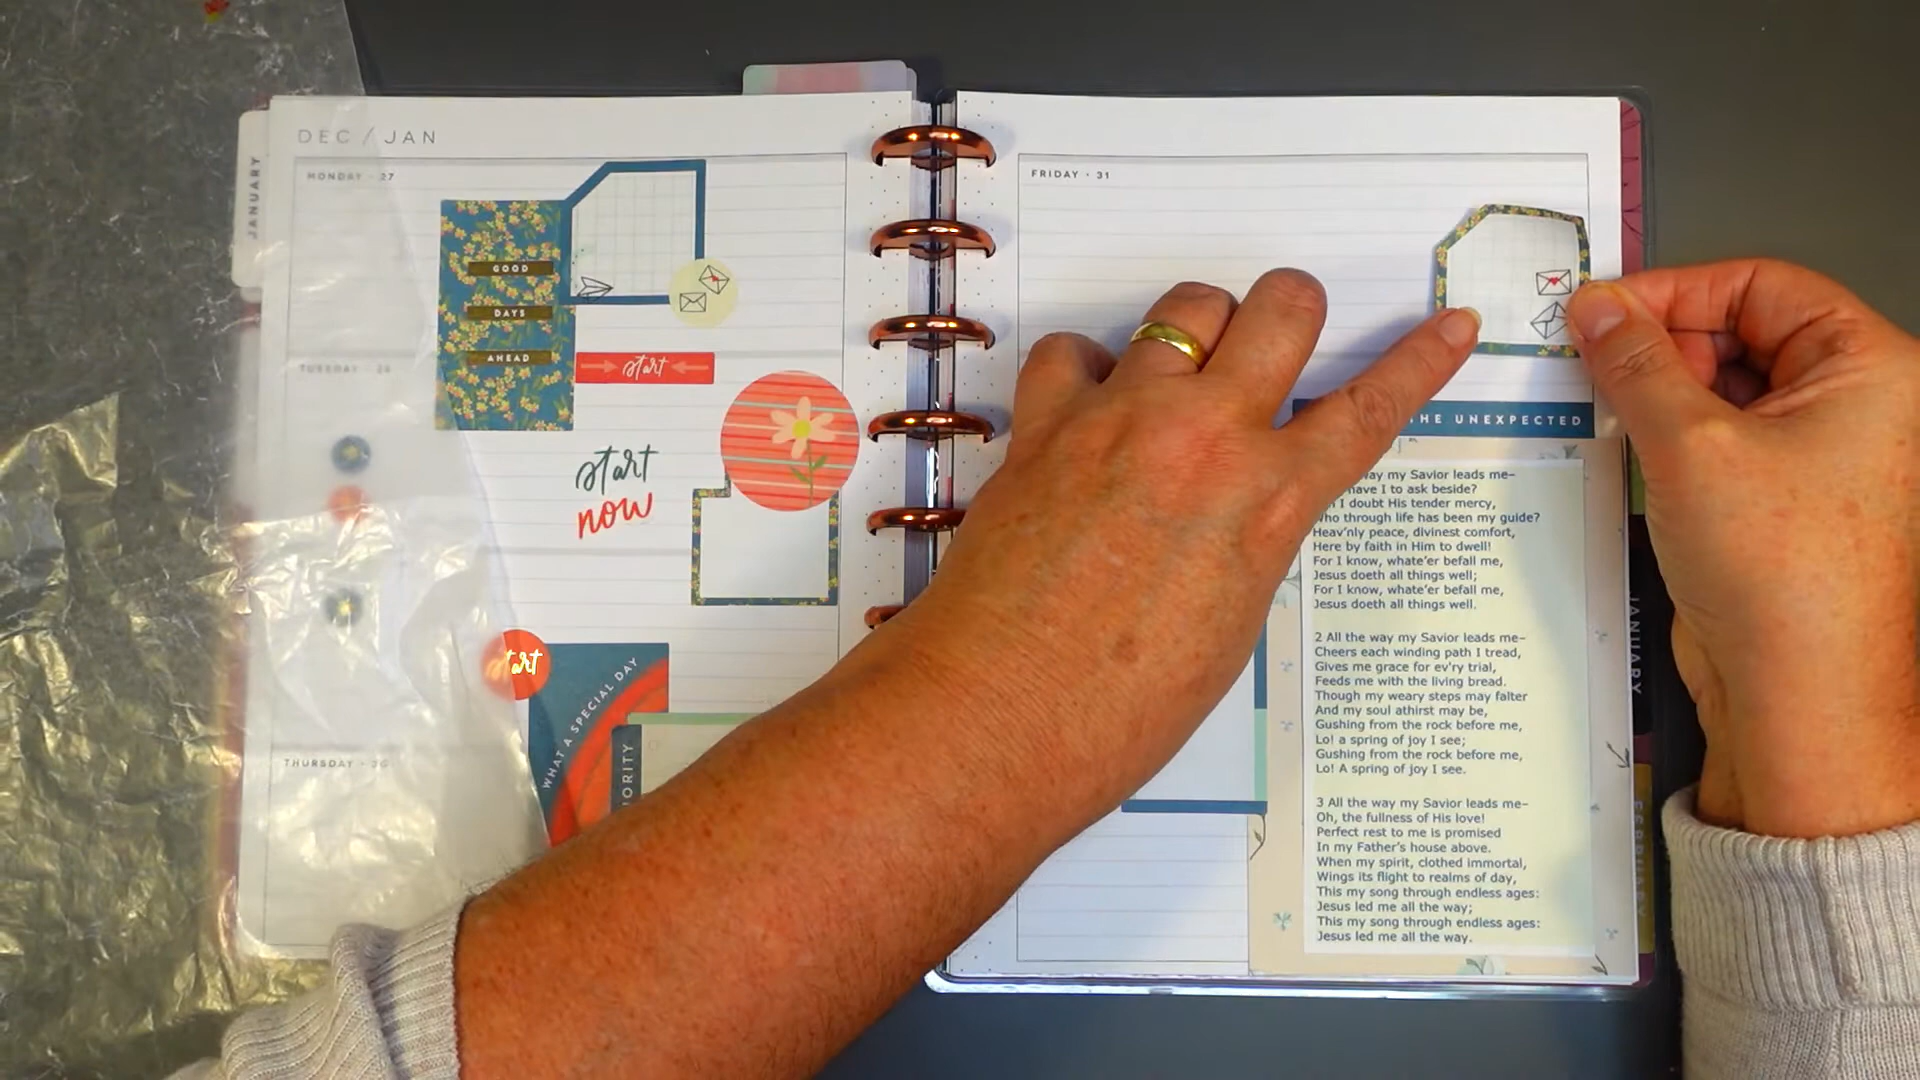 DEC / JAN
JANUARY
MONDAY · 27
GOOD
DAYS
AHEAD
start
TUESDAY · 28
start
now
WHAT A SPECIAL DAY
THURSDAY · 30
FRIDAY · 31
THE UNEXPECTED
way my Savior leads me–
have I to ask beside?
I doubt His tender mercy,
Who through life has been my guide?
Heav'nly peace, divinest comfort,
Here by faith in Him to dwell!
For I know, whate'er befall me,
Jesus doeth all things well;
For I know, whate'er befall me,
Jesus doeth all things well.
2 All the way my Savior leads me–
Cheers each winding path I tread,
Gives me grace for ev'ry trial,
Feeds me with the living bread.
Though my weary steps may falter
And my soul athirst may be,
Gushing from the rock before me,
Lo! a spring of joy I see;
Gushing from the rock before me,
Lo! A spring of joy I see.
3 All the way my Savior leads me–
Oh, the fullness of His love!
Perfect rest to me is promised
In my Father's house above.
When my spirit, clothed immortal,
Wings its flight to realms of day,
This my song through endless ages:
Jesus led me all the way;
This my song through endless ages:
Jesus led me all the way.
JANUARY
FEBRUARY